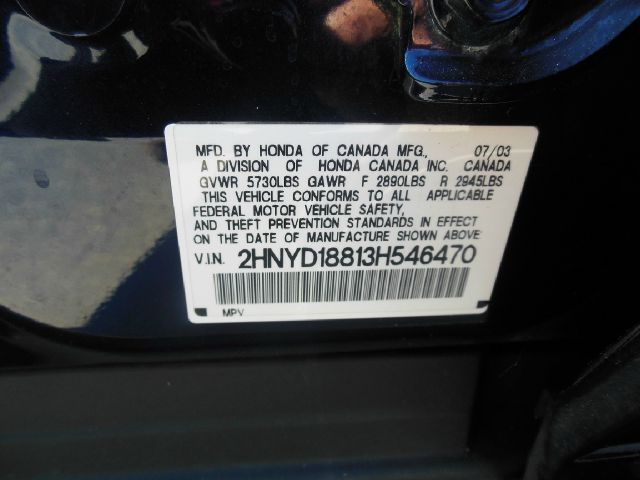 MFD. BY HONDA OF CANADA MFG., 07/03
A DIVISION OF HONDA CANADA INC. CANADA
GVWR 5730LBS GAWR F 2890LBS R 2945LBS
THIS VEHICLE CONFORMS TO ALL APPLICABLE
FEDERAL MOTOR VEHICLE SAFETY,
AND THEFT PREVENTION STANDARDS IN EFFECT
ON THE DATE OF MANUFACTURE SHOWN ABOVE.
V.I.N. 2HNYD18813H546470
MPV